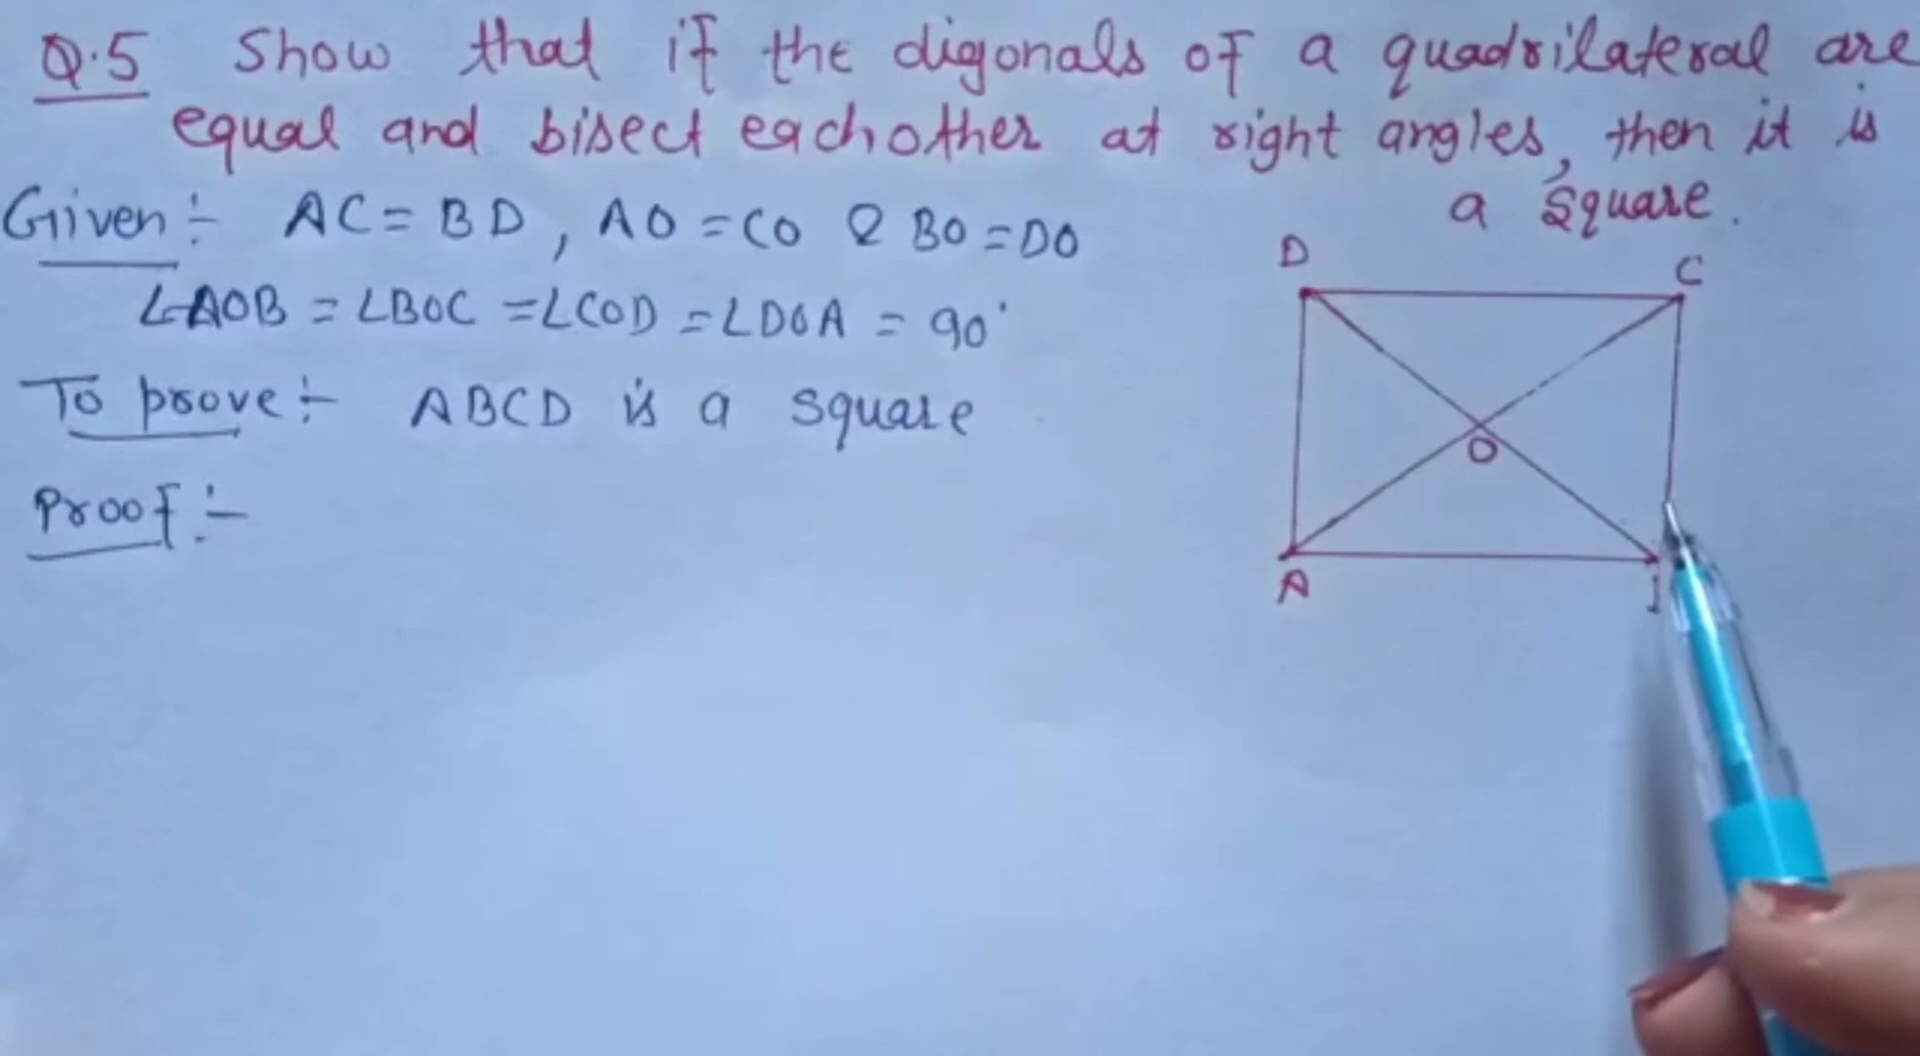 Q.5 Show that if the digonals of a quadrilateral are
equal and bisect eachother at right angles, then it is
a square.
Given :- AC = BD, AO = CO & BO = DO
∠AOB = ∠BOC = ∠COD = ∠DOA = 90°
To prove :- ABCD is a square
Proof :-
D
C
O
A